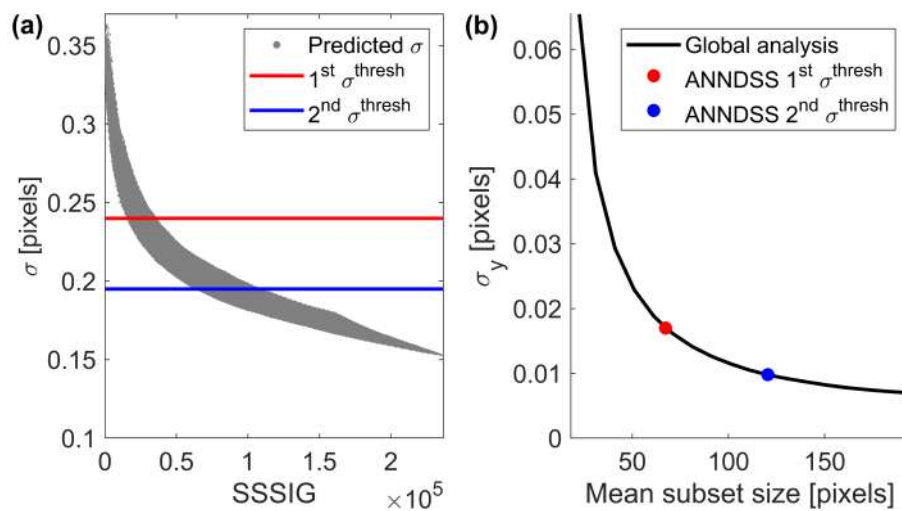 (a)
0.35
0.3
0.25
0.2
0.15
0.1
σ [pixels]
Predicted σ
1st σthresh
2nd σthresh
0 0.5 1 1.5 2
SSSIG ×10^5
(b)
0.06
0.05
0.04
0.03
0.02
0.01
0
σy [pixels]
Global analysis
ANNDSS 1st σthresh
ANNDSS 2nd σthresh
50 100 150
Mean subset size [pixels]